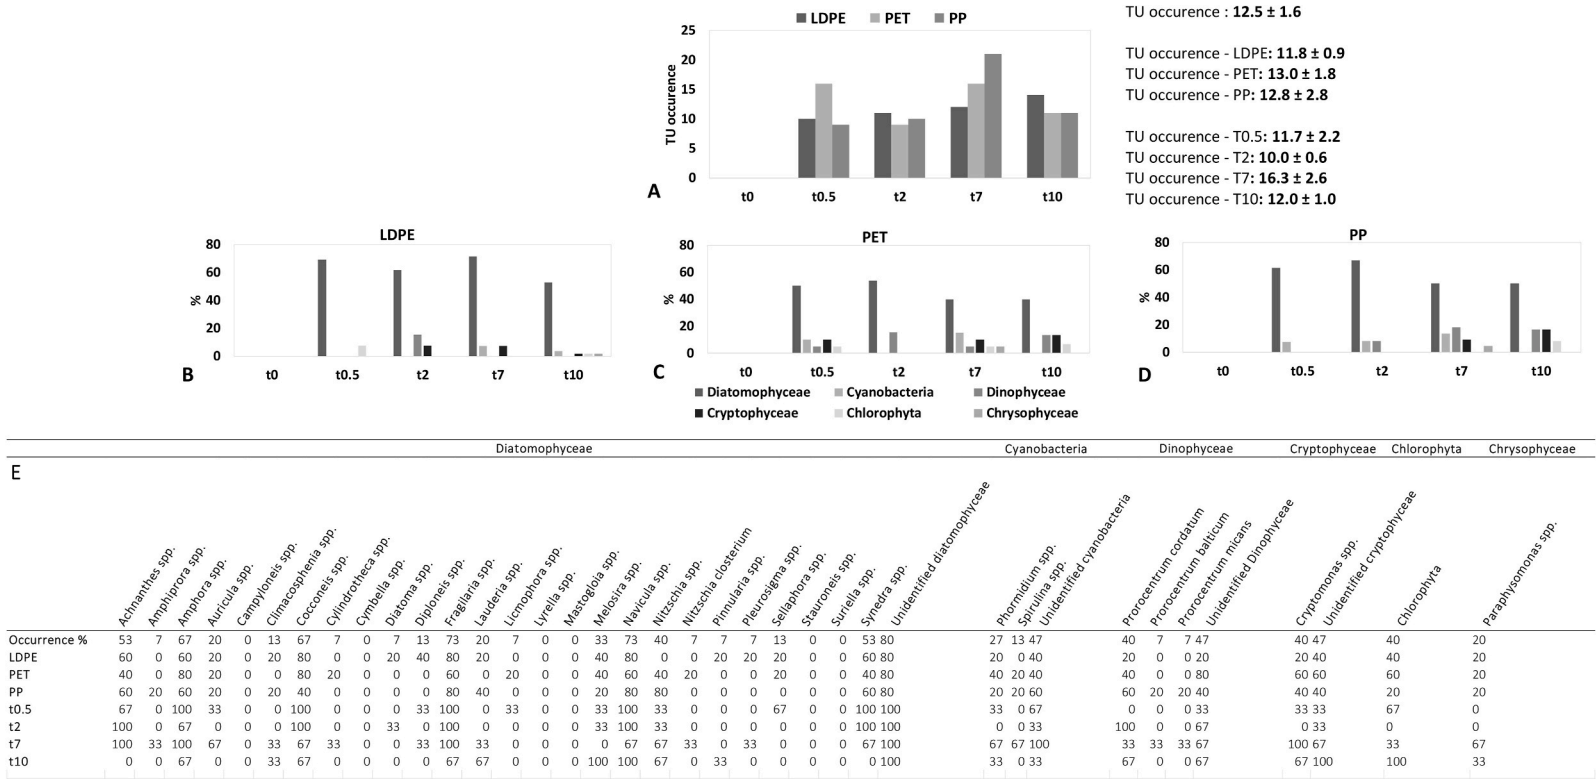 LDPE PET PP
25
20
15
10
5
0
TU occurence
t0 t0.5 t2 t7 t10
A
TU occurence : 12.5 ± 1.6
TU occurence - LDPE: 11.8 ± 0.9
TU occurence - PET: 13.0 ± 1.8
TU occurence - PP: 12.8 ± 2.8
TU occurence - T0.5: 11.7 ± 2.2
TU occurence - T2: 10.0 ± 0.6
TU occurence - T7: 16.3 ± 2.6
TU occurence - T10: 12.0 ± 1.0
LDPE
80
60
40
20
0
%
t0 t0.5 t2 t7 t10
B
PET
80
60
40
20
0
%
t0 t0.5 t2 t7 t10
C
PP
80
60
40
20
0
%
t0 t0.5 t2 t7 t10
D
Diatomophyceae Cyanobacteria Dinophyceae
Cryptophyceae Chlorophyta Chrysophyceae
Diatomophyceae Cyanobacteria Dinophyceae Cryptophyceae Chlorophyta Chrysophyceae
E
Achnanthes spp.
Amphiprora spp.
Amphora spp.
Auricula spp.
Campyloneis spp.
Climacosphenia spp.
Cocconeis spp.
Cylindrotheca spp.
Cymbella spp.
Diatoma spp.
Diploneis spp.
Fragilaria spp.
Lauderia spp.
Licmophora spp.
Lyrella spp.
Mastogloia spp.
Melosira spp.
Navicula spp.
Nitzschia spp.
Nitzschia closterium
Pinnularia spp.
Pleurosigma spp.
Sellaphora spp.
Stauroneis spp.
Suriella spp.
Synedra spp.
Unidentified diatomophyceae
Phormidium spp.
Spirulina spp.
Unidentified cyanobacteria
Prorocentrum cordatum
Prorocentrum balticum
Prorocentrum micans
Unidentified Dinophyceae
Cryptomonas spp.
Unidentified cryptophyceae
Chlorophyta
Paraphysomonas spp.
Occurrence % 53 7 67 20 0 13 67 7 0 7 13 73 20 7 0 0 33 73 40 7 7 7 13 0 0 53 80 27 13 47 40 7 7 47 40 47 40 20
LDPE 60 0 60 20 0 20 80 0 0 20 40 80 20 0 0 0 40 80 0 0 20 20 20 0 0 60 80 20 0 40 20 0 0 20 20 40 40 20
PET 40 0 80 20 0 0 80 20 0 0 0 60 0 20 0 0 40 60 40 20 0 0 20 0 0 40 80 40 20 40 40 0 0 80 60 60 60 20
PP 60 20 60 20 0 20 40 0 0 0 0 80 40 0 0 0 20 80 80 0 0 0 0 0 0 60 80 20 20 60 60 20 20 40 40 40 20 20
t0.5 67 0 100 33 0 0 100 0 0 0 33 100 0 33 0 0 33 100 33 0 0 0 67 0 0 100 100 33 0 67 0 0 0 33 33 33 67 0
t2 100 0 67 0 0 0 100 0 0 33 0 100 0 0 0 0 33 100 33 0 0 0 0 0 0 100 100 0 0 33 100 0 0 67 0 33 0 0
t7 100 33 100 67 0 33 67 33 0 0 33 100 33 0 0 0 0 67 67 33 0 33 0 0 0 67 100 67 67 100 33 33 33 67 100 67 33 67
t10 0 0 67 0 0 33 67 0 0 0 0 67 67 0 0 0 100 100 67 0 33 0 0 0 0 0 100 33 0 33 67 0 0 67 67 100 100 33